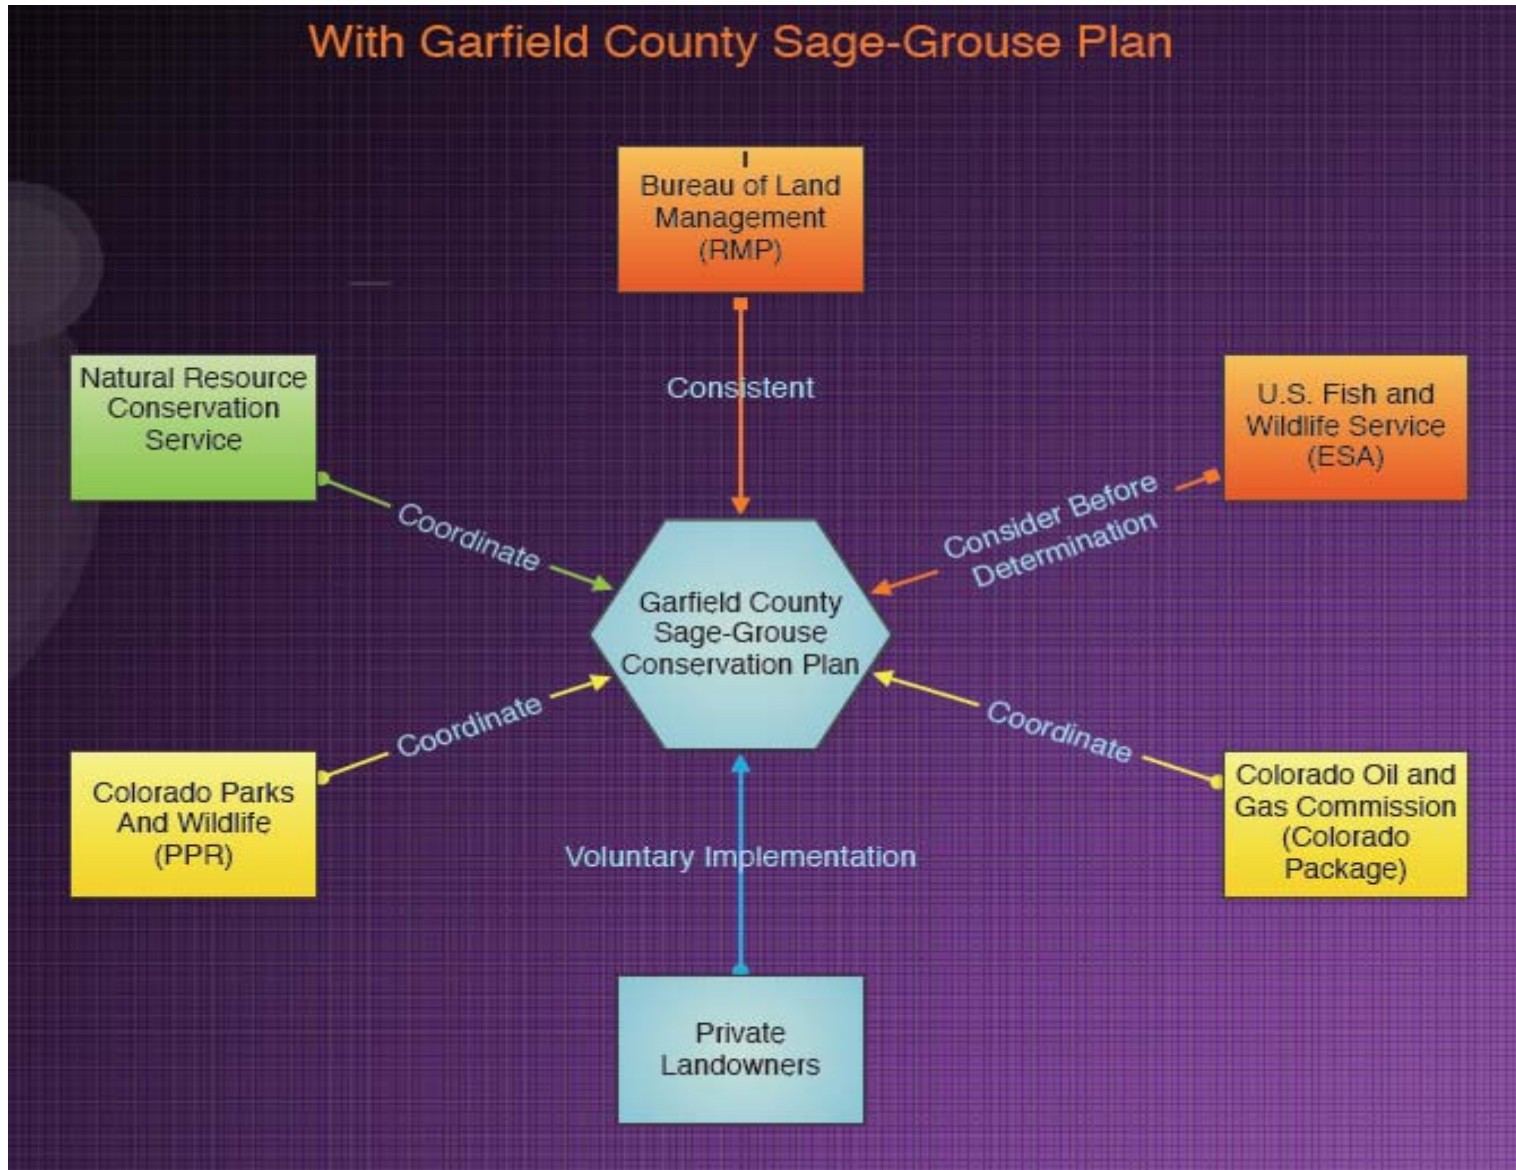 With Garfield County Sage-Grouse Plan
Bureau of Land
Management
(RMP)
Natural Resource
Conservation
Service
Consistent
U.S. Fish and
Wildlife Service
(ESA)
Coordinate
Consider Before
Determination
Garfield County
Sage-Grouse
Conservation Plan
Coordinate
Coordinate
Colorado Parks
And Wildlife
(PPR)
Voluntary Implementation
Colorado Oil and
Gas Commission
(Colorado
Package)
Private
Landowners